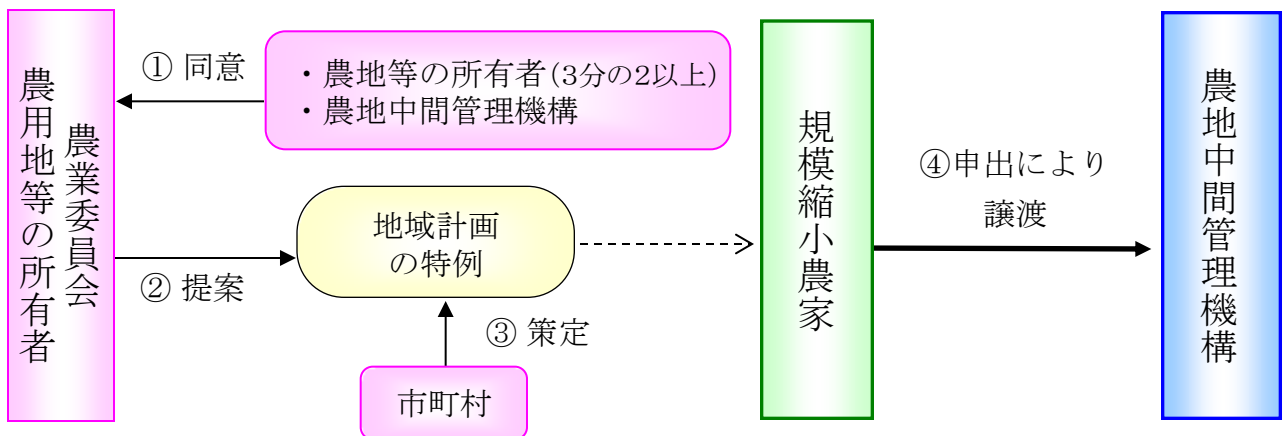 農業委員会
農用地等の所有者
① 同意
・農地等の所有者(3分の2以上)
・農地中間管理機構
② 提案
地域計画
の特例
③ 策定
市町村
規模縮小農家
④申出により
譲渡
農地中間管理機構